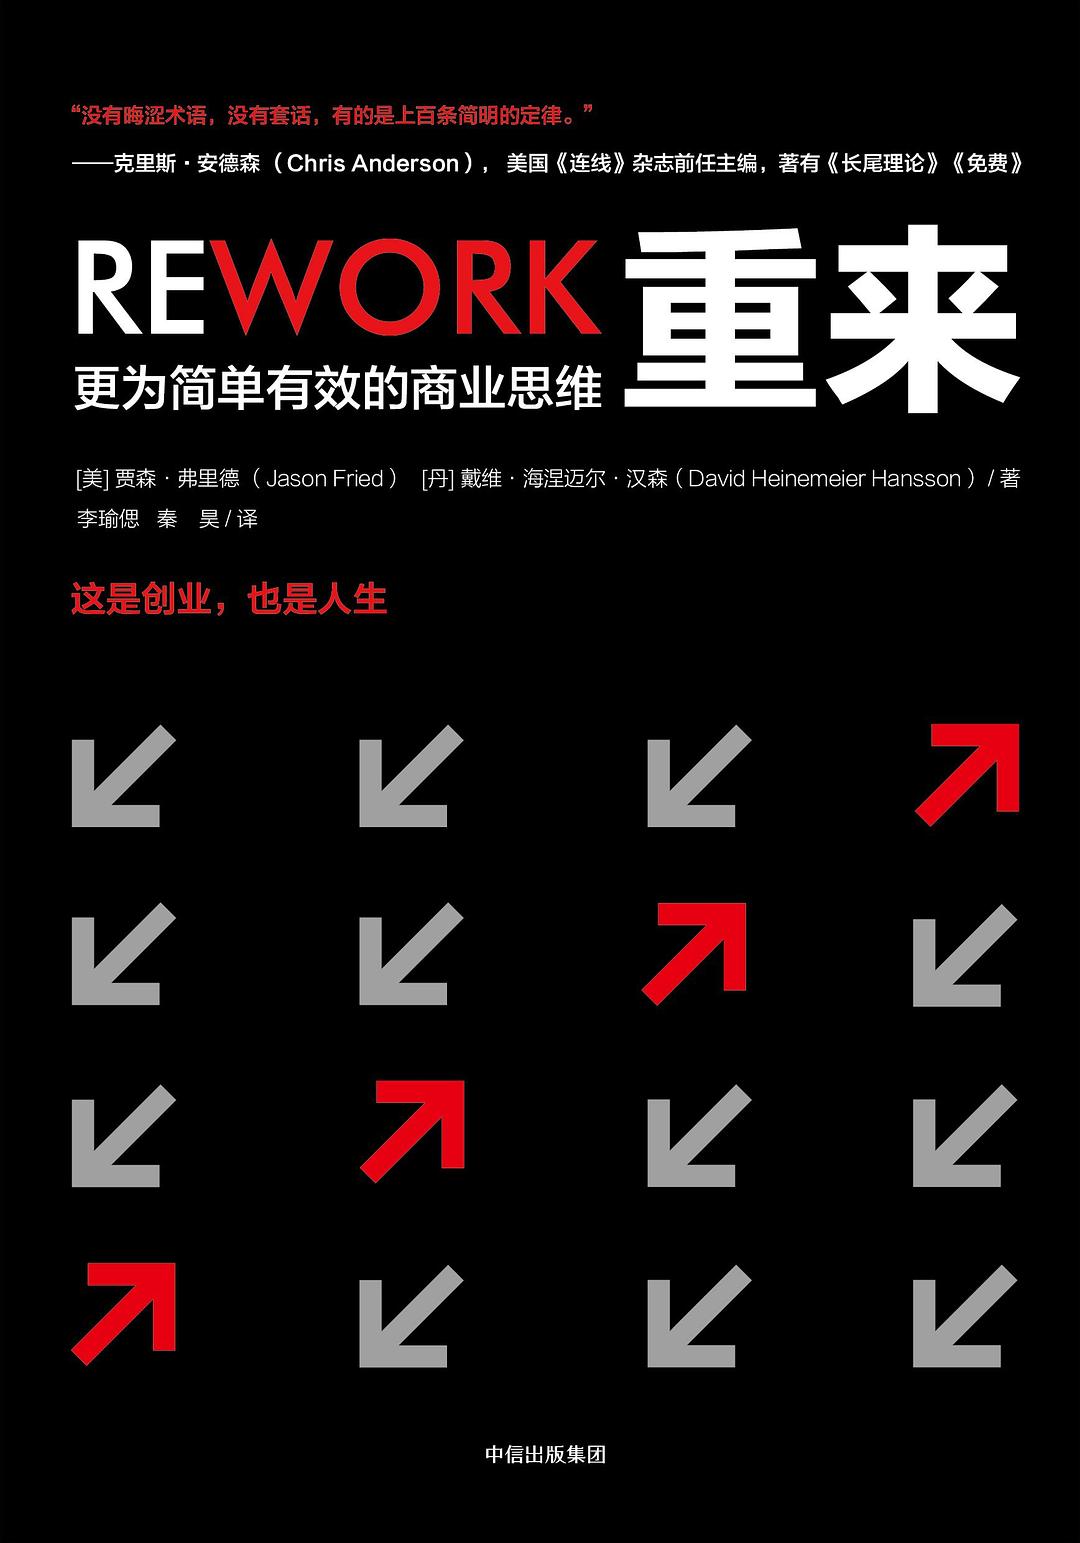 “没有晦涩术语，没有套话，有的是上百条简明的定律。”
——克里斯·安德森（Chris Anderson），美国《连线》杂志前任主编，著有《长尾理论》《免费》
REWORK 重来
更为简单有效的商业思维
[美] 贾森·弗里德（Jason Fried） [丹] 戴维·海涅迈尔·汉森（David Heinemeier Hansson）/ 著
李瑜偲 秦 昊 / 译
这是创业，也是人生
中信出版集团